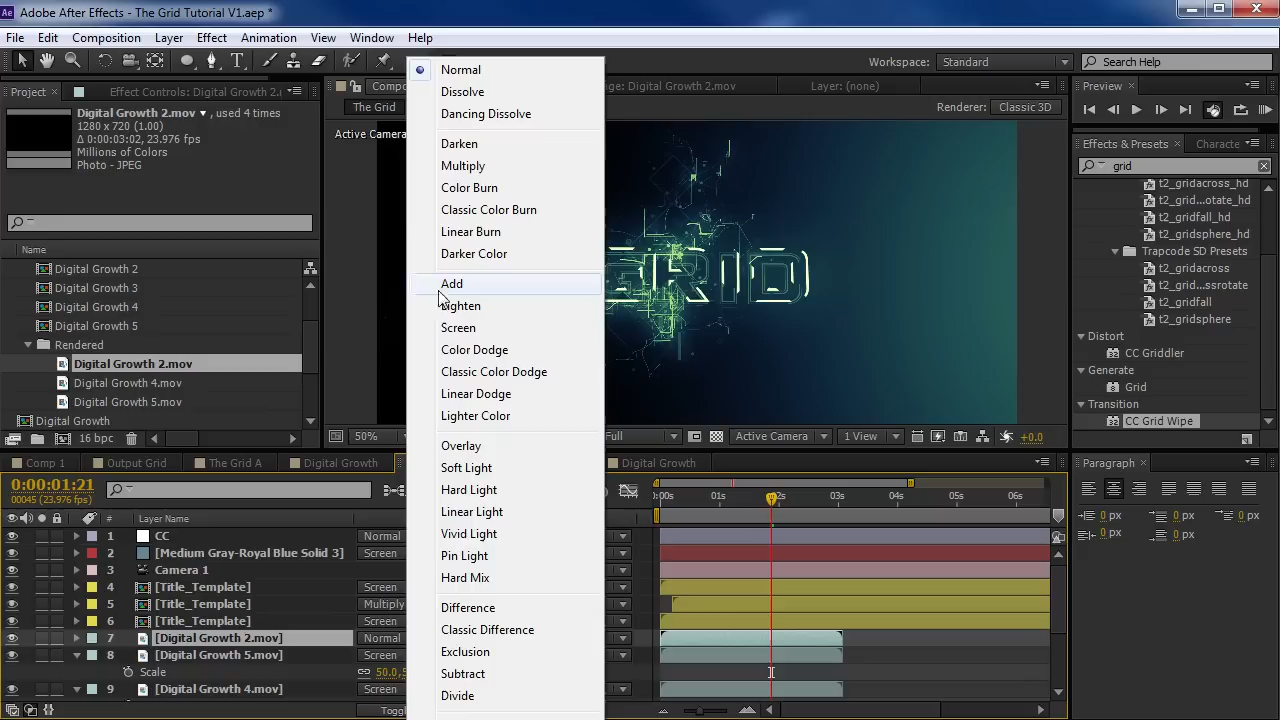 Adobe After Effects - The Grid Tutorial V1.aep *
File Edit Composition Layer Effect Animation View Window Help
Workspace: Standard Search Help
Project Effect Controls: Digital Growth 2.
Digital Growth 2.mov ▼, used 4 times
1280 x 720 (1.00)
Δ 0:00:03:02, 23.976 fps
Millions of Colors
Photo - JPEG
Name
Digital Growth 2
Digital Growth 3
Digital Growth 4
Digital Growth 5
Rendered
Digital Growth 2.mov
Digital Growth 4.mov
Digital Growth 5.mov
Digital Growth
16 bpc
Normal
Dissolve
Dancing Dissolve
Darken
Multiply
Color Burn
Classic Color Burn
Linear Burn
Darker Color
Add
Lighten
Screen
Color Dodge
Classic Color Dodge
Linear Dodge
Lighter Color
Overlay
Soft Light
Hard Light
Linear Light
Vivid Light
Pin Light
Hard Mix
Difference
Classic Difference
Exclusion
Subtract
Divide
Digital Growth 2.mov Layer: (none)
The Grid Renderer: Classic 3D
Active Camera
GRID
50% Full Active Camera 1 View +0.0
Preview
Effects & Presets Characte
grid
t2_gridacross_hd
t2_grid...otate_hd
t2_gridfall_hd
t2_gridsphere_hd
Trapcode SD Presets
t2_gridacross
t2_grid...ssrotate
t2_gridfall
t2_gridsphere
Distort
CC Griddler
Generate
Grid
Transition
CC Grid Wipe
Paragraph
0 px 0 px 0 px
0 px 0 px
Comp 1 Output Grid The Grid A Digital Growth Digital Growth
0:00:01:21
00045 (23.976 fps)
:00s 01s 02s 03s 04s 05s 06s
# Layer Name
1 CC Normal
2 [Medium Gray-Royal Blue Solid 3] Screen
3 Camera 1
4 [Title_Template] Screen
5 [Title_Template] Multiply
6 [Title_Template] Screen
7 [Digital Growth 2.mov] Normal
8 [Digital Growth 5.mov] Screen
Scale 50.0,5
9 [Digital Growth 4.mov] Screen
Toggl